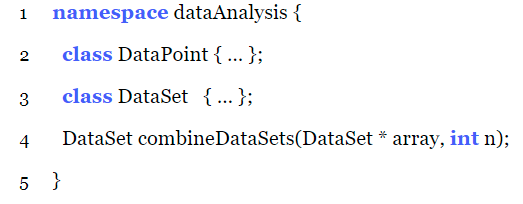 1 namespace dataAnalysis {
2 class DataPoint { ... };
3 class DataSet { ... };
4 DataSet combineDataSets(DataSet * array, int n);
5 }